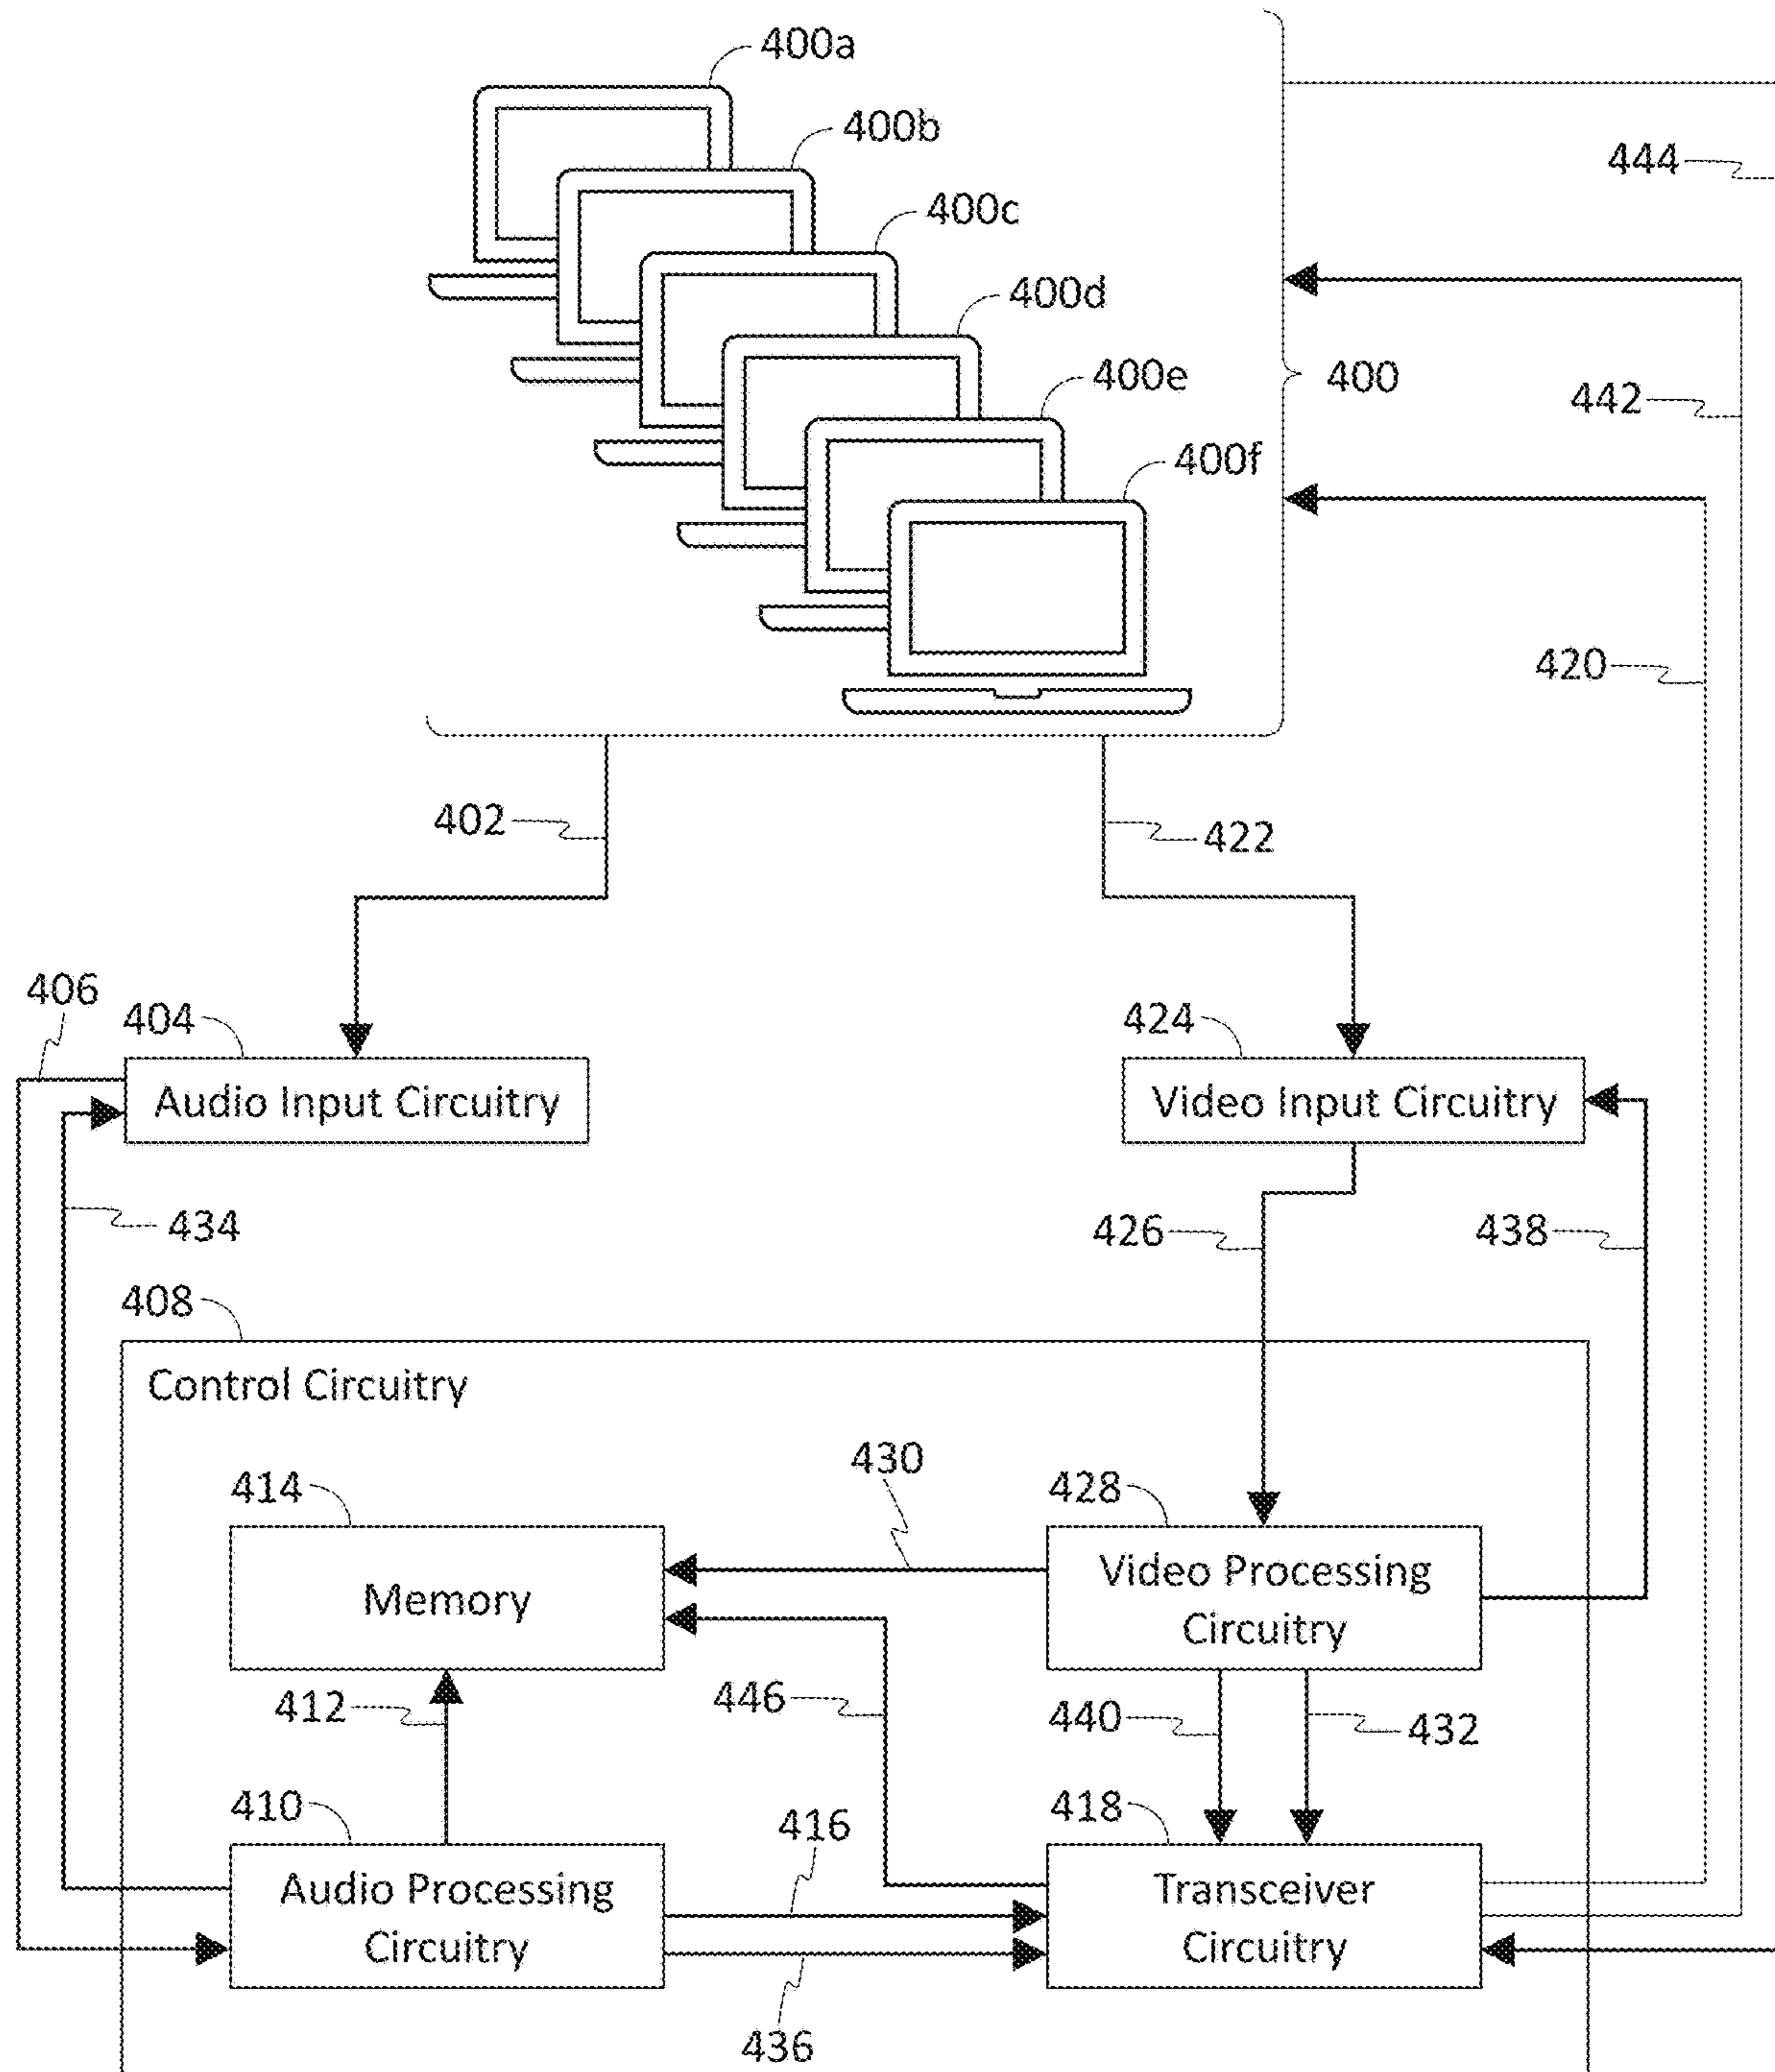 400a
400b
444
400c
400d
400e
400
442
400f
420
402
422
406
404
424
Audio Input Circuitry
Video Input Circuitry
434
426
438
408
Control Circuitry
430
414
428
Memory
Video Processing
Circuitry
412
446
440
432
410
416
418
Audio Processing
Circuitry
Transceiver
Circuitry
436